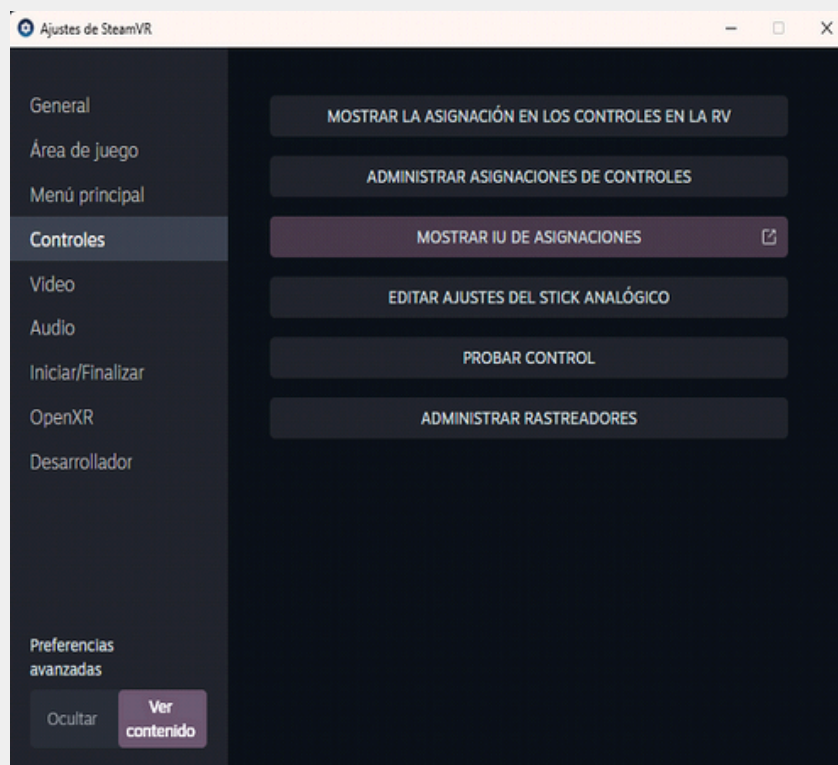 Ajustes de SteamVR
General
Área de juego
Menú principal
Controles
Video
Audio
Iniciar/Finalizar
OpenXR
Desarrollador
Preferencias
avanzadas
Ocultar
Ver
contenido
MOSTRAR LA ASIGNACIÓN EN LOS CONTROLES EN LA RV
ADMINISTRAR ASIGNACIONES DE CONTROLES
MOSTRAR IU DE ASIGNACIONES
EDITAR AJUSTES DEL STICK ANALÓGICO
PROBAR CONTROL
ADMINISTRAR RASTREADORES